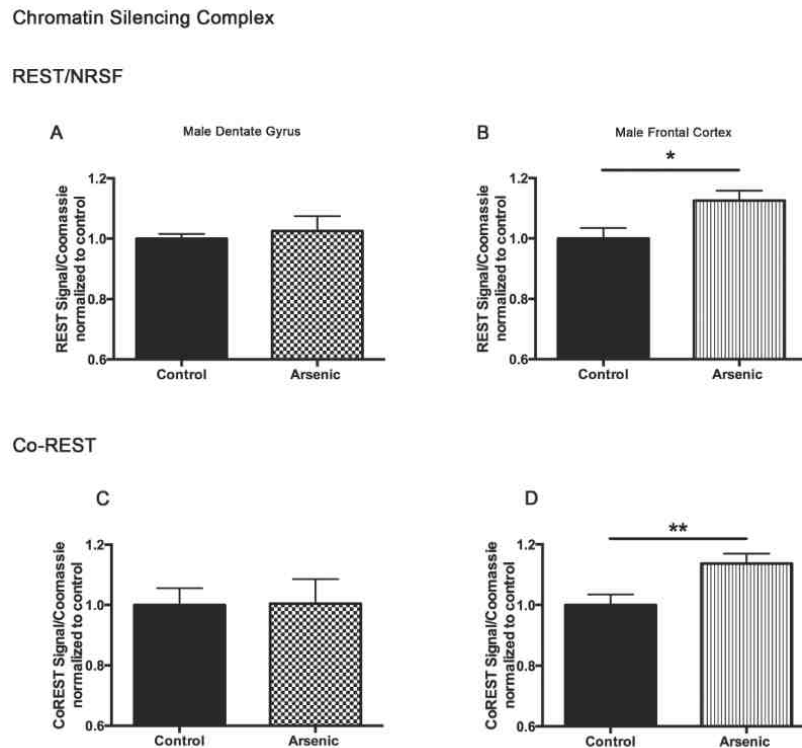 Chromatin Silencing Complex
REST/NRSF
A
Male Dentate Gyrus
REST Signal/Coomassie
normalized to control
1.2
1.0
0.8
0.6
Control
Arsenic
B
Male Frontal Cortex
*
REST Signal/Coomassie
normalized to control
1.2
1.0
0.8
0.6
Control
Arsenic
Co-REST
C
CoREST Signal/Coomassie
normalized to control
1.2
1.0
0.8
0.6
Control
Arsenic
D
**
CoREST Signal/Coomassie
normalized to control
1.2
1.0
0.8
0.6
Control
Arsenic